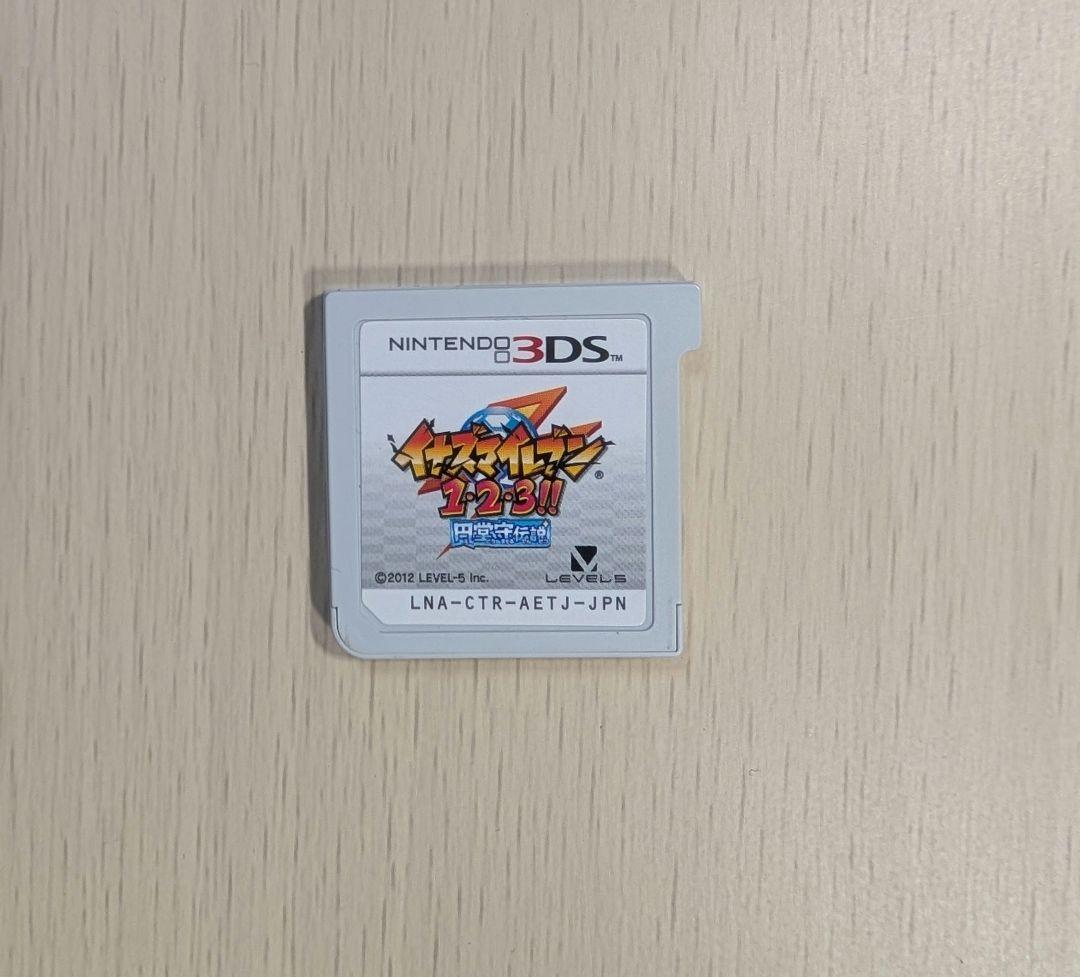 NINTENDO 3DS™
イナズマイレブン®
1・2・3!!
円堂守伝説
©2012 LEVEL-5 Inc.
LEVEL5
LNA-CTR-AETJ-JPN